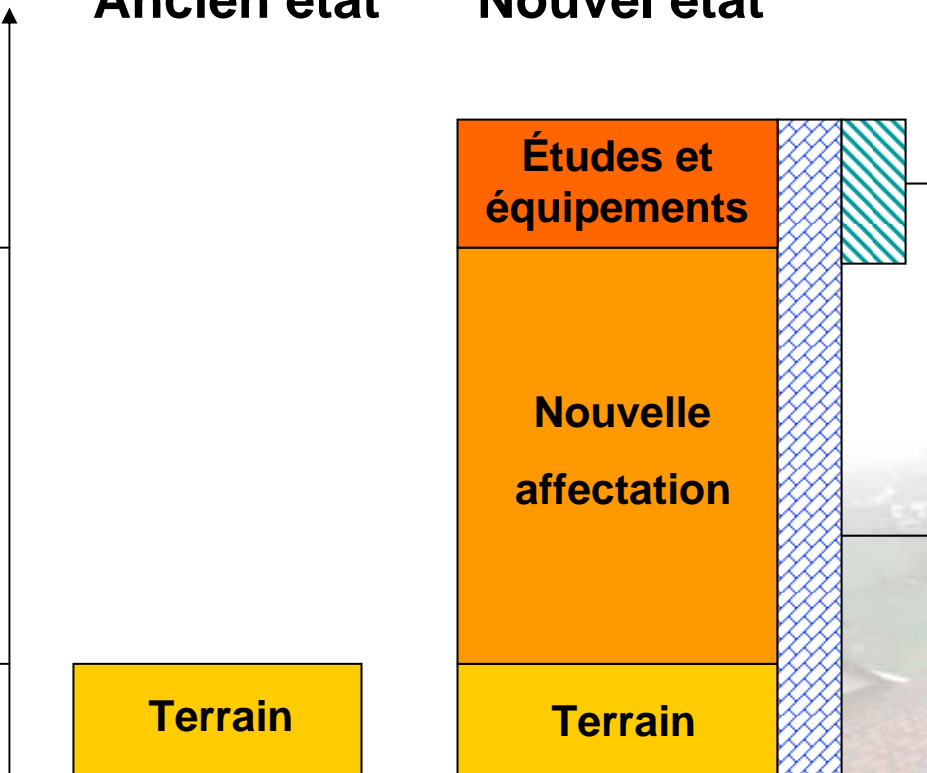 Ancien état Nouvel état
Études et
équipements
Nouvelle
affectation
Terrain
Terrain